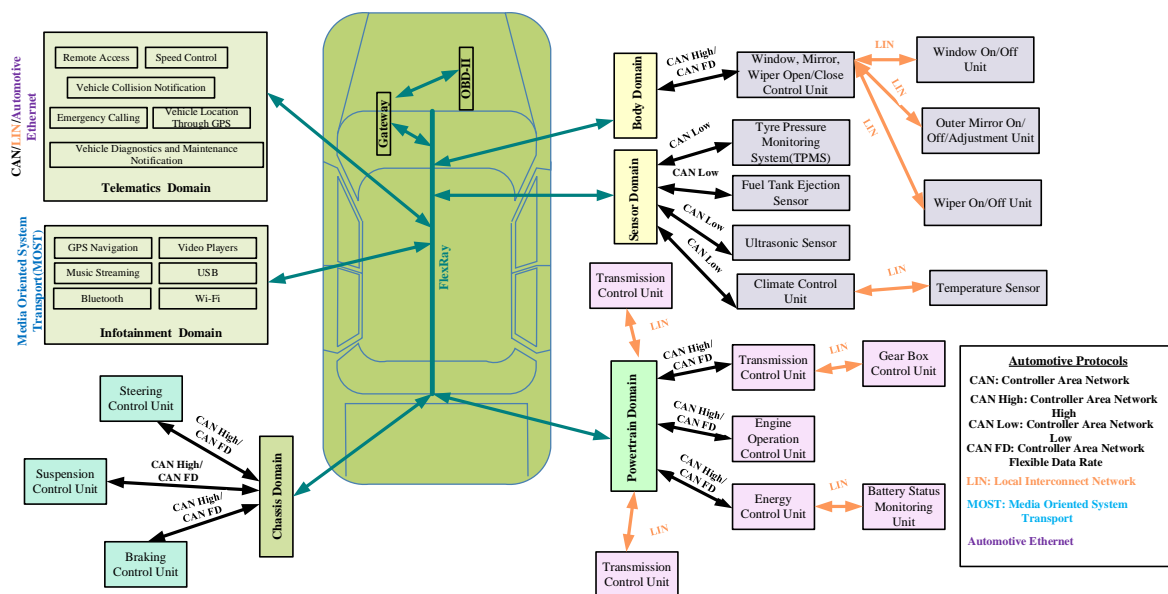 CAN/LIN/Automotive
Ethernet
Remote Access
Speed Control
Vehicle Collision Notification
Emergency Calling
Vehicle Location
Through GPS
Vehicle Diagnostics and Maintenance
Notification
Telematics Domain
Media Oriented System
Transport(MOST)
GPS Navigation
Video Players
Music Streaming
USB
Bluetooth
Wi-Fi
Infotainment Domain
Steering
Control Unit
Suspension
Control Unit
Braking
Control Unit
CAN High/
CAN FD
CAN High/
CAN FD
CAN High/
CAN FD
Chassis Domain
Gateway
OBD-II
FlexRay
Body Domain
CAN High/
CAN FD
Window, Mirror,
Wiper Open/Close
Control Unit
LIN
LIN
LIN
Window On/Off
Unit
Outer Mirror On/
Off/Adjustment Unit
Wiper On/Off Unit
Sensor Domain
CAN Low
CAN Low
CAN Low
CAN Low
Tyre Pressure
Monitoring
System(TPMS)
Fuel Tank Ejection
Sensor
Ultrasonic Sensor
Climate Control
Unit
LIN
Temperature Sensor
Transmission
Control Unit
LIN
Powertrain Domain
CAN High/
CAN FD
Transmission
Control Unit
LIN
Gear Box
Control Unit
CAN High/
CAN FD
Engine
Operation
Control Unit
CAN High/
CAN FD
Energy
Control Unit
LIN
Battery Status
Monitoring
Unit
LIN
Transmission
Control Unit
Automotive Protocols
CAN: Controller Area Network
CAN High: Controller Area Network
High
CAN Low: Controller Area Network
Low
CAN FD: Controller Area Network
Flexible Data Rate
LIN: Local Interconnect Network
MOST: Media Oriented System
Transport
Automotive Ethernet